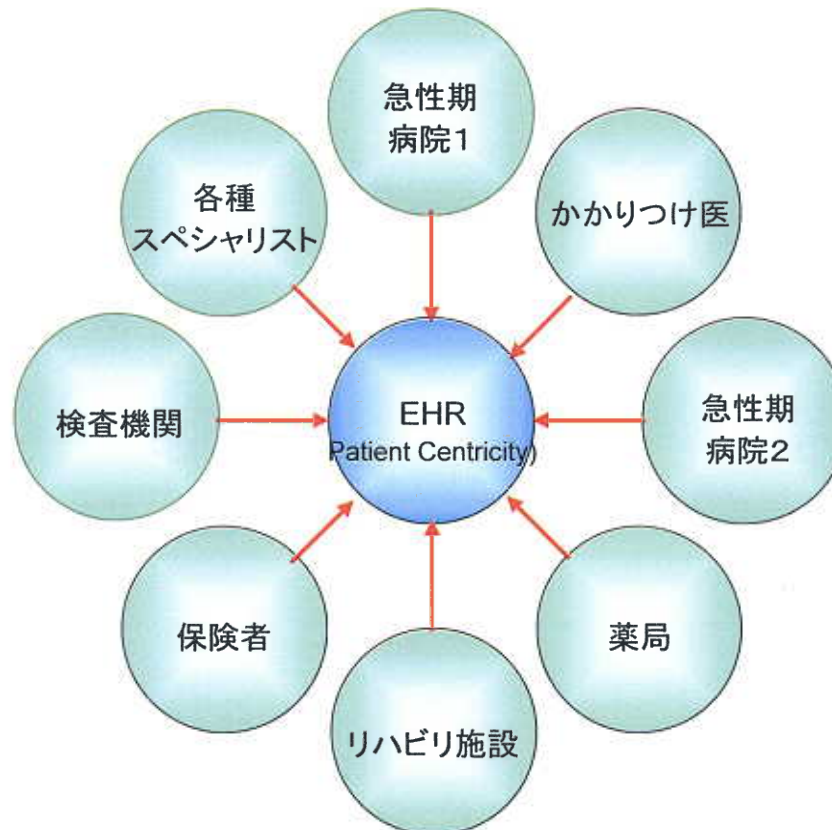 急性期
病院1
かかりつけ医
急性期
病院2
薬局
リハビリ施設
保険者
検査機関
各種
スペシャリスト
EHR
Patient Centricity)